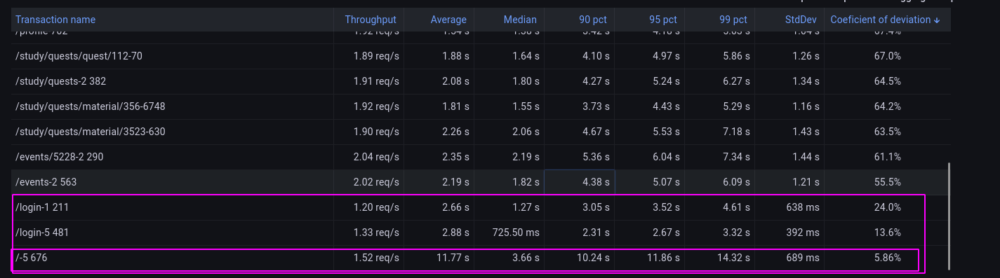 Transaction name Throughput Average Median 90 pct 95 pct 99 pct StdDev Coeficient of deviation ↓
/study/quests/quest/112-70 1.89 req/s 1.88 s 1.64 s 4.10 s 4.97 s 5.86 s 1.26 s 67.0%
/study/quests-2 382 1.91 req/s 2.08 s 1.80 s 4.27 s 5.24 s 6.27 s 1.34 s 64.5%
/study/quests/material/356-6748 1.92 req/s 1.81 s 1.55 s 3.73 s 4.43 s 5.29 s 1.16 s 64.2%
/study/quests/material/3523-630 1.90 req/s 2.26 s 2.06 s 4.67 s 5.53 s 7.18 s 1.43 s 63.5%
/events/5228-2 290 2.04 req/s 2.35 s 2.19 s 5.36 s 6.04 s 7.34 s 1.44 s 61.1%
/events-2 563 2.02 req/s 2.19 s 1.82 s 4.38 s 5.07 s 6.09 s 1.21 s 55.5%
/login-1 211 1.20 req/s 2.66 s 1.27 s 3.05 s 3.52 s 4.61 s 638 ms 24.0%
/login-5 481 1.33 req/s 2.88 s 725.50 ms 2.31 s 2.67 s 3.32 s 392 ms 13.6%
/-5 676 1.52 req/s 11.77 s 3.66 s 10.24 s 11.86 s 14.32 s 689 ms 5.86%